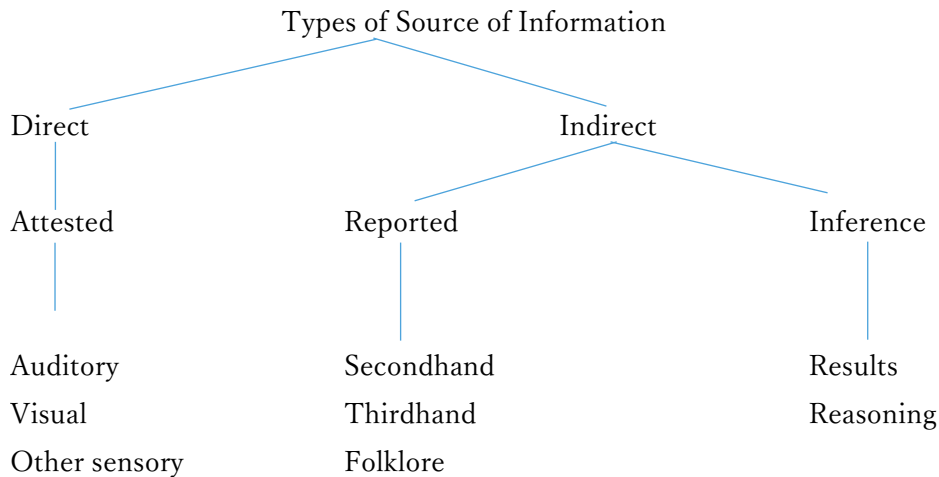 Types of Source of Information
Direct Indirect
Attested Reported Inference
Auditory Secondhand Results
Visual Thirdhand Reasoning
Other sensory Folklore